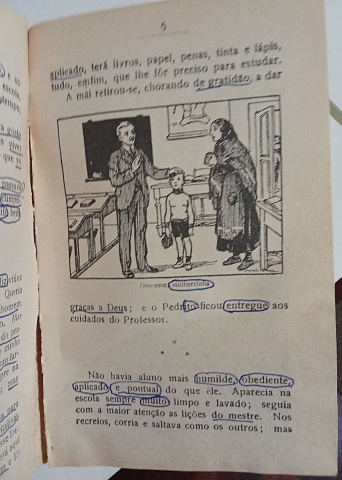 5
aplicado, terá livros, papel, penas, tinta e lápis,
tudo, emfim, que lhe fôr preciso para estudar.
A mãi retirou-se, chorando de gratidão, a dar
mulherzinha
graças a Deus; e o Pedrito ficou entregue aos
cuidados do Professor.
Não havia aluno mais humilde, obediente,
aplicado e pontual do que êle. Aparecia na
escola sempre muito limpo e lavado; seguia
com a maior atenção as lições do mestre. Nos
recreios, corria e saltava como os outros; mas